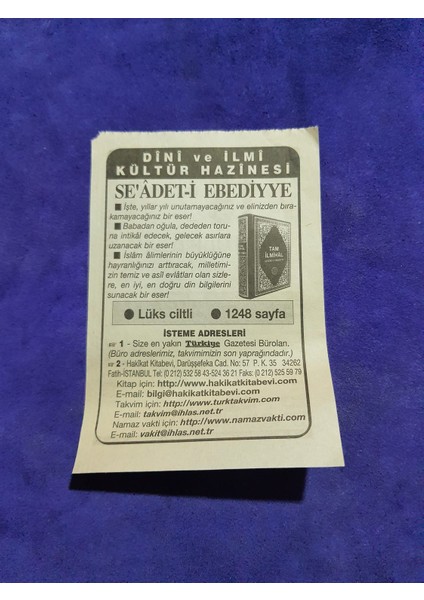 DİNİ ve İLMİ
KÜLTÜR HAZİNESİ
SE'ÂDET-İ EBEDİYYE
■ İşte, yıllar yılı unutamayacağınız ve elinizden bıra-
kamayacağınız bir eser!
■ Babadan oğula, dededen toru-
na intikâl edecek, gelecek asırlara
uzanacak bir eser!
■ İslâm âlimlerinin büyüklüğüne
hayranlığınızı arttıracak, milletimi-
zin temiz ve asîl evlâtları olan sizle-
re, en iyi, en doğru din bilgilerini
sunacak bir eser!
TAM
İLMİHAL
● Lüks ciltli ● 1248 sayfa
İSTEME ADRESLERİ
1 - Size en yakın Türkiye Gazetesi Büroları.
(Büro adreslerimiz, takvimimizin son yaprağındadır.)
2 - Hakîkat Kitabevi, Darüşşefeka Cad. No: 57 P. K. 35 34262
Fatih-İSTANBUL Tel: (0 212) 532 58 43-524 36 21 Faks: (0 212) 525 59 79
Kitap için: http://www.hakikatkitabevi.com
E-mail: bilgi@hakikatkitabevi.com
Takvim için: http://www.turktakvim.com
E-mail: takvim@ihlas.net.tr
Namaz vakti için: http://www.namazvakti.com
E-mail: vakit@ihlas.net.tr